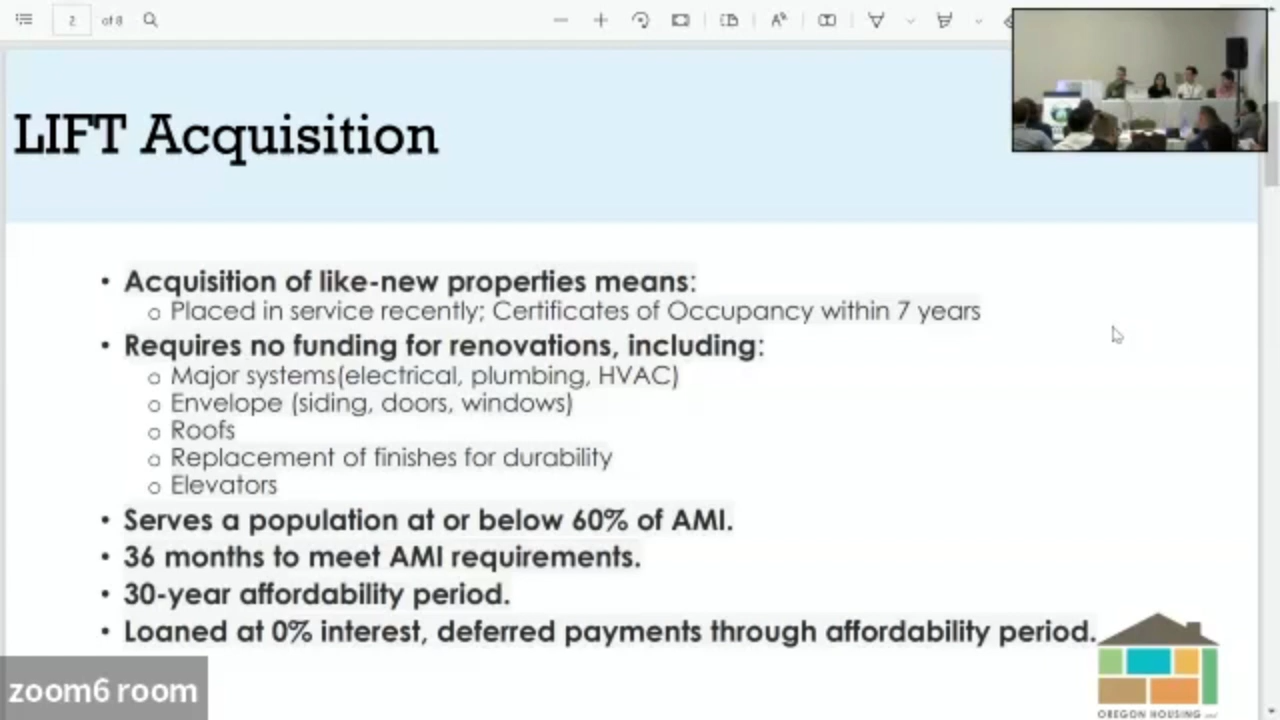 2 of 8
LIFT Acquisition
• Acquisition of like-new properties means:
o Placed in service recently; Certificates of Occupancy within 7 years
• Requires no funding for renovations, including:
o Major systems(electrical, plumbing, HVAC)
o Envelope (siding, doors, windows)
o Roofs
o Replacement of finishes for durability
o Elevators
• Serves a population at or below 60% of AMI.
• 36 months to meet AMI requirements.
• 30-year affordability period.
• Loaned at 0% interest, deferred payments through affordability period.
OREGON HOUSING
zoom6 room